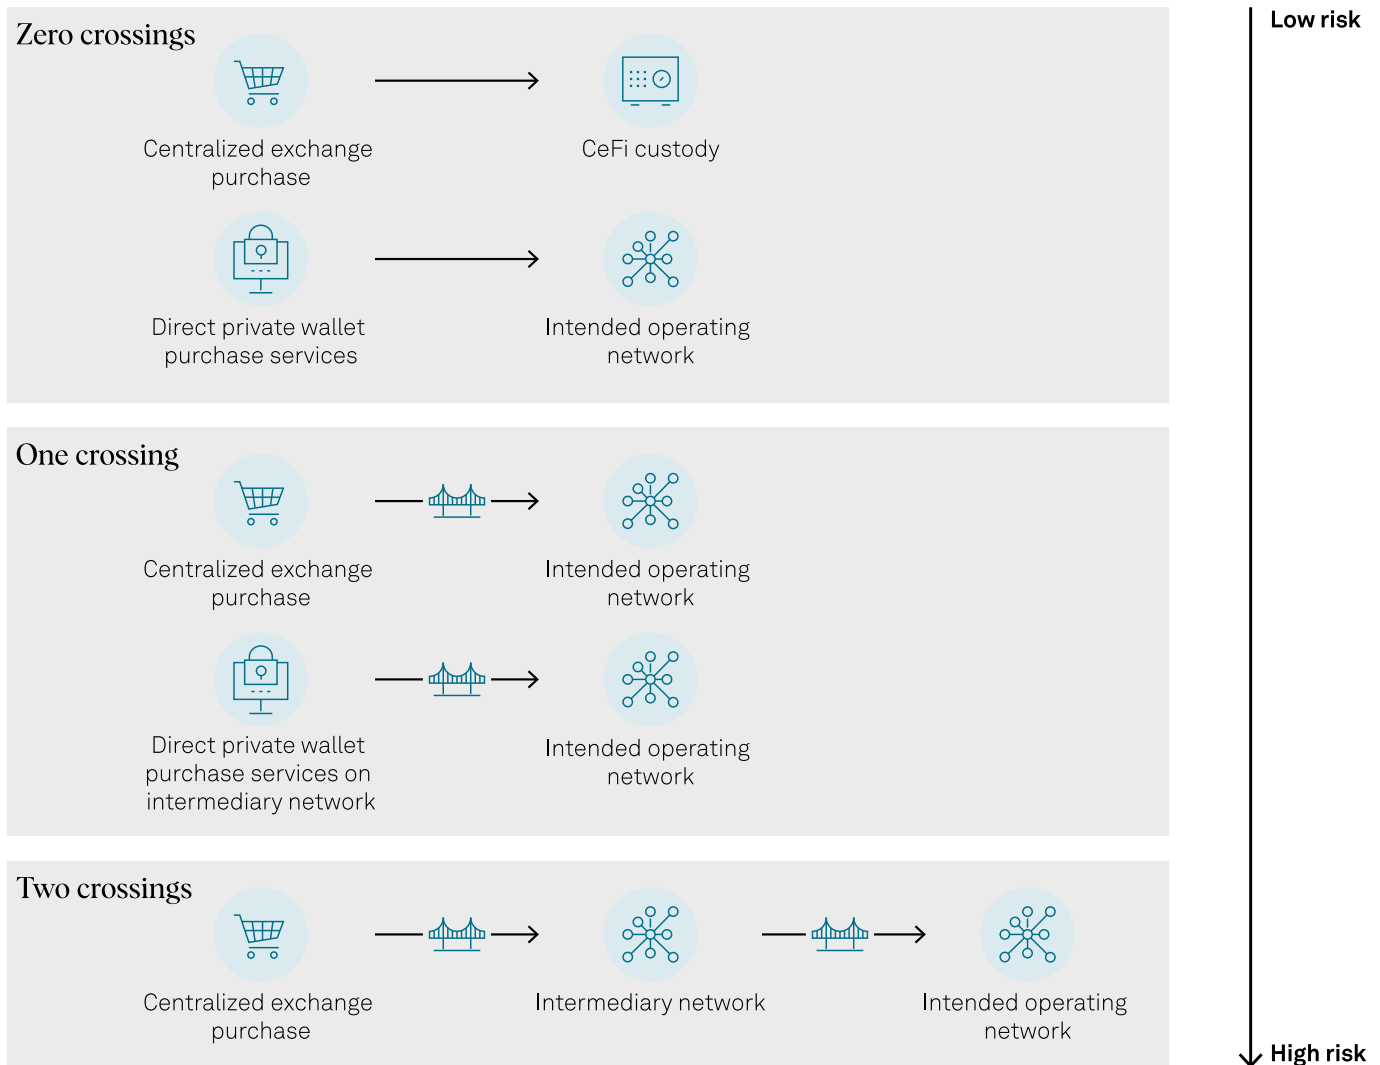 Zero crossings
Low risk
Centralized exchange
purchase
CeFi custody
Direct private wallet
purchase services
Intended operating
network
One crossing
Centralized exchange
purchase
Intended operating
network
Direct private wallet
purchase services on
intermediary network
Intended operating
network
Two crossings
Centralized exchange
purchase
Intermediary network
Intended operating
network
High risk